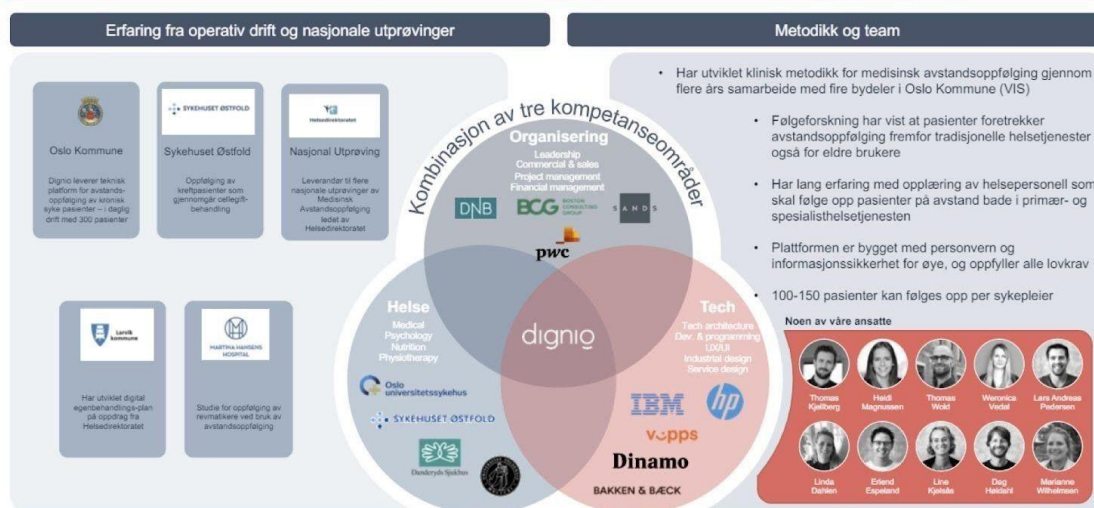 Erfaring fra operativ drift og nasjonale utprøvinger
Oslo Kommune
Dignio leverer teknisk
platform for avstands-
oppfølging av kronisk
syke pasienter – i daglig
drift med 300 pasienter
SYKEHUSET ØSTFOLD
Sykehuset Østfold
Oppfølging av
kreftpasienter som
gjennomgår cellegift-
behandling
Helsedirektoratet
Nasjonal Utprøving
Leverandør til flere
nasjonale utprøvinger av
Medisinsk
Avstandsoppfølging
ledet av
Helsedirektoratet
Larvik
kommune
Har utviklet digital
egenbehandlings-plan
på oppdrag fra
Helsedirektoratet
MARTINA HANSENS
HOSPITAL
Studie for oppfølging av
revmatikere ved bruk av
avstandsoppfølging
Kombinasjon av tre kompetanseområder
Organisering
Leadership
Commercial & sales
Project management
Financial management
DNB
BCG
BOSTON
CONSULTING
GROUP
SANDS
pwc
Helse
Medical
Psychology
Nutrition
Physiotherapy
Oslo
universitetssykehus
SYKEHUSET ØSTFOLD
Danderyds Sjukhus
dignio
Tech
Tech architecture
Dev. & programming
UX/UI
Industrial design
Service design
IBM
hp
vipps
Dinamo
BAKKEN & BÆCK
Metodikk og team
• Har utviklet klinisk metodikk for medisinsk avstandsoppfølging gjennom
flere års samarbeide med fire bydeler i Oslo Kommune (VIS)
• Følgeforskning har vist at pasienter foretrekker
avstandsoppfølging fremfor tradisjonelle helsetjenester
også for eldre brukere
• Har lang erfaring med opplæring av helsepersonell som
skal følge opp pasienter på avstand bade i primær- og
spesialisthelsetjenesten
• Plattformen er bygget med personvern og
informasjonssikkerhet for øye, og oppfyller alle lovkrav
• 100-150 pasienter kan følges opp per sykepleier
Noen av våre ansatte
Thomas
Kjellberg
Heidi
Magnussen
Thomas
Wold
Weronica
Vedal
Lars Andreas
Pedersen
Linda
Dahlen
Erlend
Espeland
Line
Kjelsås
Dag
Høidahl
Marianne
Wilhelmsen